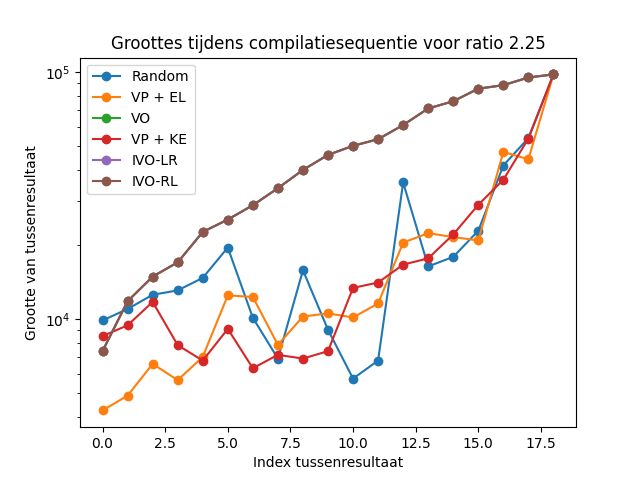 Groottes tijdens compilatiesequentie voor ratio 2.25
Grootte van tussenresultaat
10^5
10^4
Random
VP + EL
VO
VP + KE
IVO-LR
IVO-RL
0.0 2.5 5.0 7.5 10.0 12.5 15.0 17.5
Index tussenresultaat